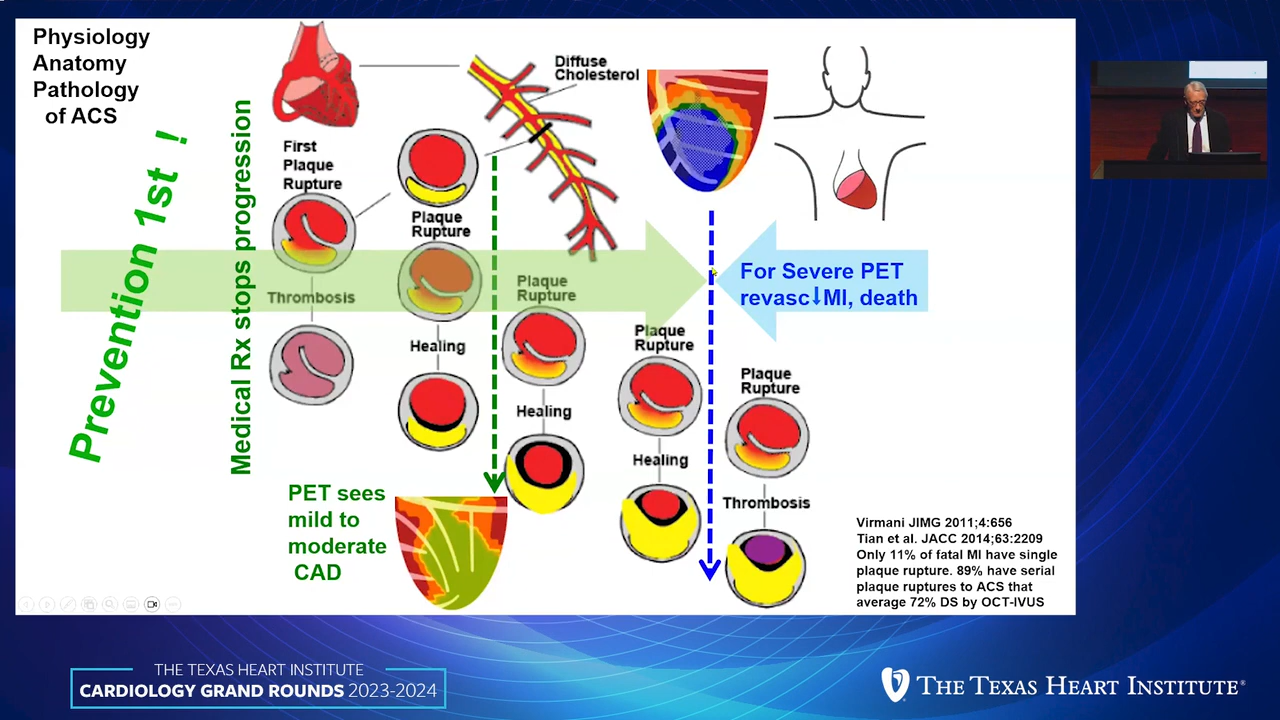 Physiology
Anatomy
Pathology
of ACS
Prevention 1st !
Medical Rx stops progression
First
Plaque
Rupture
Thrombosis
Diffuse
Cholesterol
Plaque
Rupture
Healing
Plaque
Rupture
Healing
Plaque
Rupture
Healing
Plaque
Rupture
Thrombosis
For Severe PET
revasc↓MI, death
PET sees
mild to
moderate
CAD
Virmani JIMG 2011;4:656
Tian et al. JACC 2014;63:2209
Only 11% of fatal MI have single
plaque rupture. 89% have serial
plaque ruptures to ACS that
average 72% DS by OCT-IVUS
THE TEXAS HEART INSTITUTE
CARDIOLOGY GRAND ROUNDS 2023-2024
THE TEXAS HEART INSTITUTE®